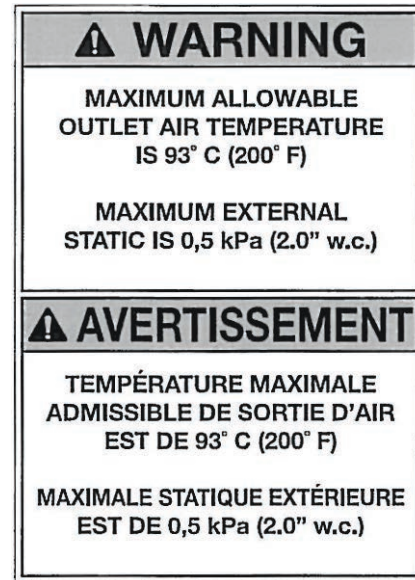 ⚠ WARNING
MAXIMUM ALLOWABLE
OUTLET AIR TEMPERATURE
IS 93° C (200° F)
MAXIMUM EXTERNAL
STATIC IS 0,5 kPa (2.0” w.c.)
⚠ AVERTISSEMENT
TEMPÉRATURE MAXIMALE
ADMISSIBLE DE SORTIE D’AIR
EST DE 93° C (200° F)
MAXIMALE STATIQUE EXTÉRIEURE
EST DE 0,5 kPa (2.0” w.c.)